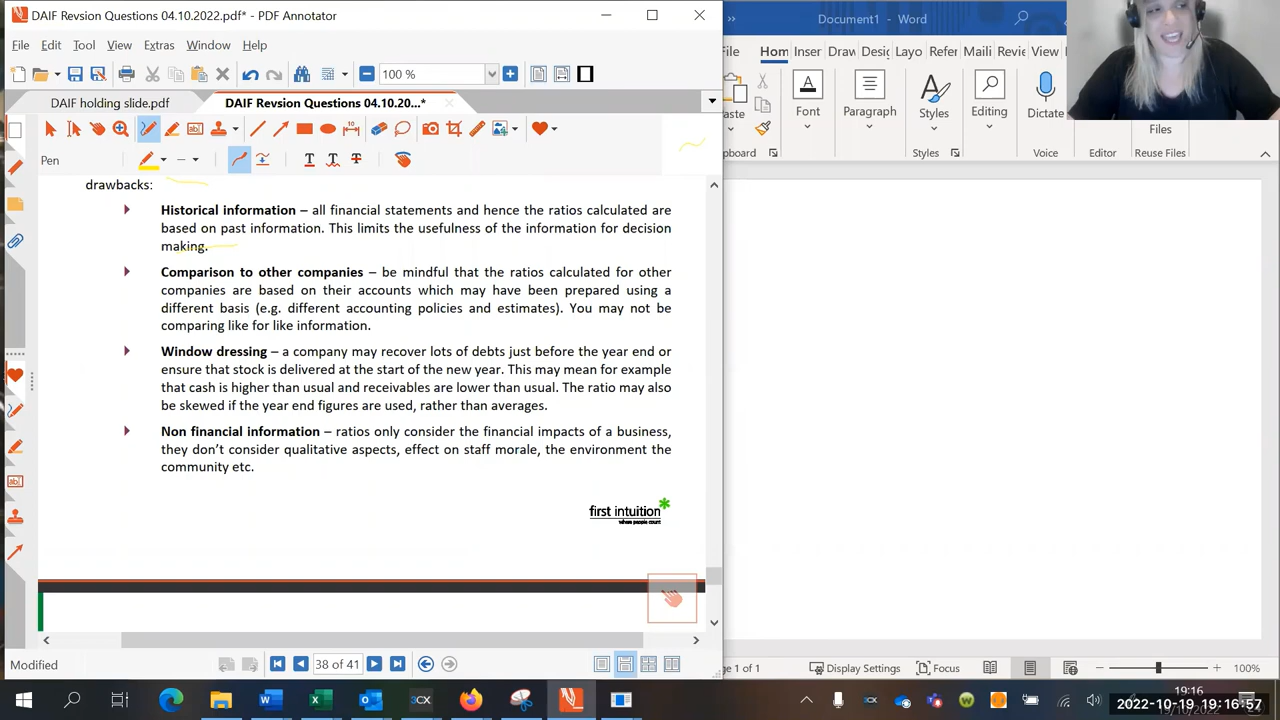 DAIF Revsion Questions 04.10.2022.pdf* - PDF Annotator
File Edit Tool View Extras Window Help
100 %
DAIF holding slide.pdf
DAIF Revsion Questions 04.10.20...*
Pen
drawbacks:
Historical information – all financial statements and hence the ratios calculated are
based on past information. This limits the usefulness of the information for decision
making.
Comparison to other companies – be mindful that the ratios calculated for other
companies are based on their accounts which may have been prepared using a
different basis (e.g. different accounting policies and estimates). You may not be
comparing like for like information.
Window dressing – a company may recover lots of debts just before the year end or
ensure that stock is delivered at the start of the new year. This may mean for example
that cash is higher than usual and receivables are lower than usual. The ratio may also
be skewed if the year end figures are used, rather than averages.
Non financial information – ratios only consider the financial impacts of a business,
they don't consider qualitative aspects, effect on staff morale, the environment the
community etc.
first intuition
where people count
Modified
38 of 41
Document1 - Word
File Hom Inser Draw Desig Layo Refer Maili Revie View
Files
Paste Font Paragraph Styles Editing Dictate
pboard Styles Voice Editor Reuse Files
1 of 1 Display Settings Focus 100%
19:16
2022-10-19 19:16:57